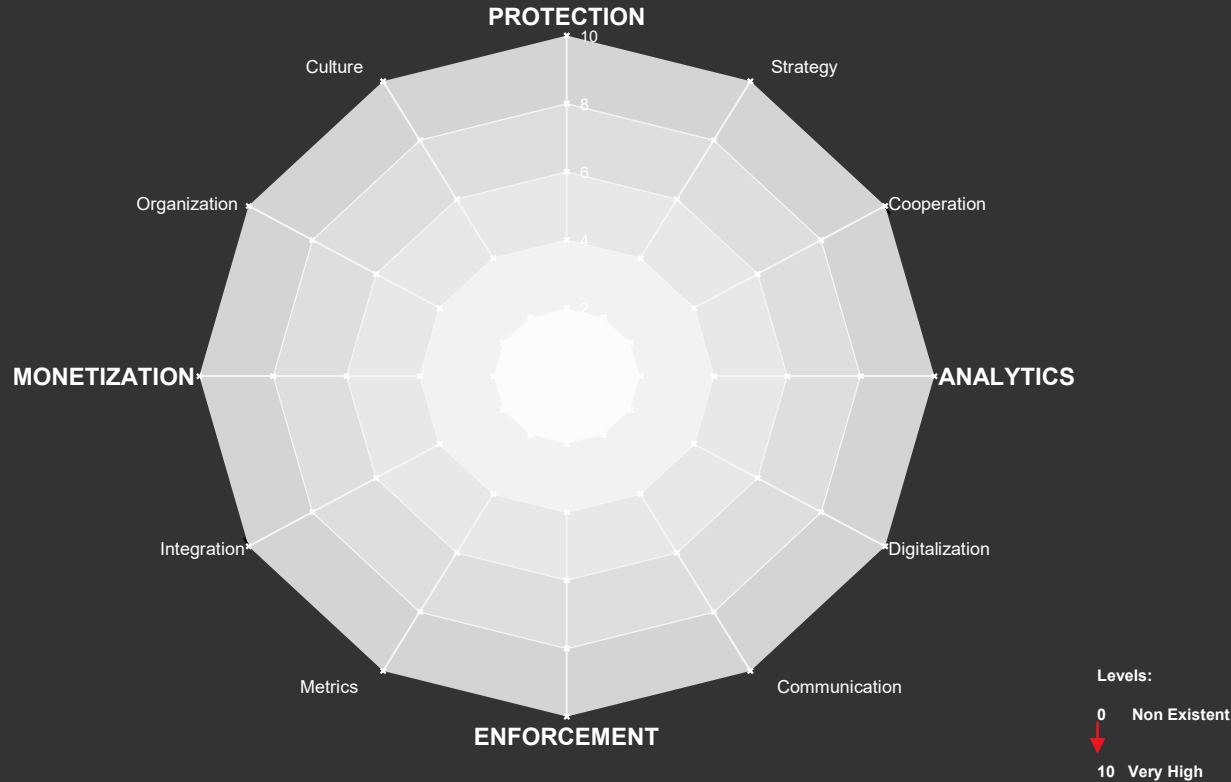 PROTECTION
10
Culture
Strategy
8
6
Organization
Cooperation
4
2
MONETIZATION
ANALYTICS
Integration
Digitalization
Metrics
Communication
ENFORCEMENT
Levels:
0 Non Existent
10 Very High